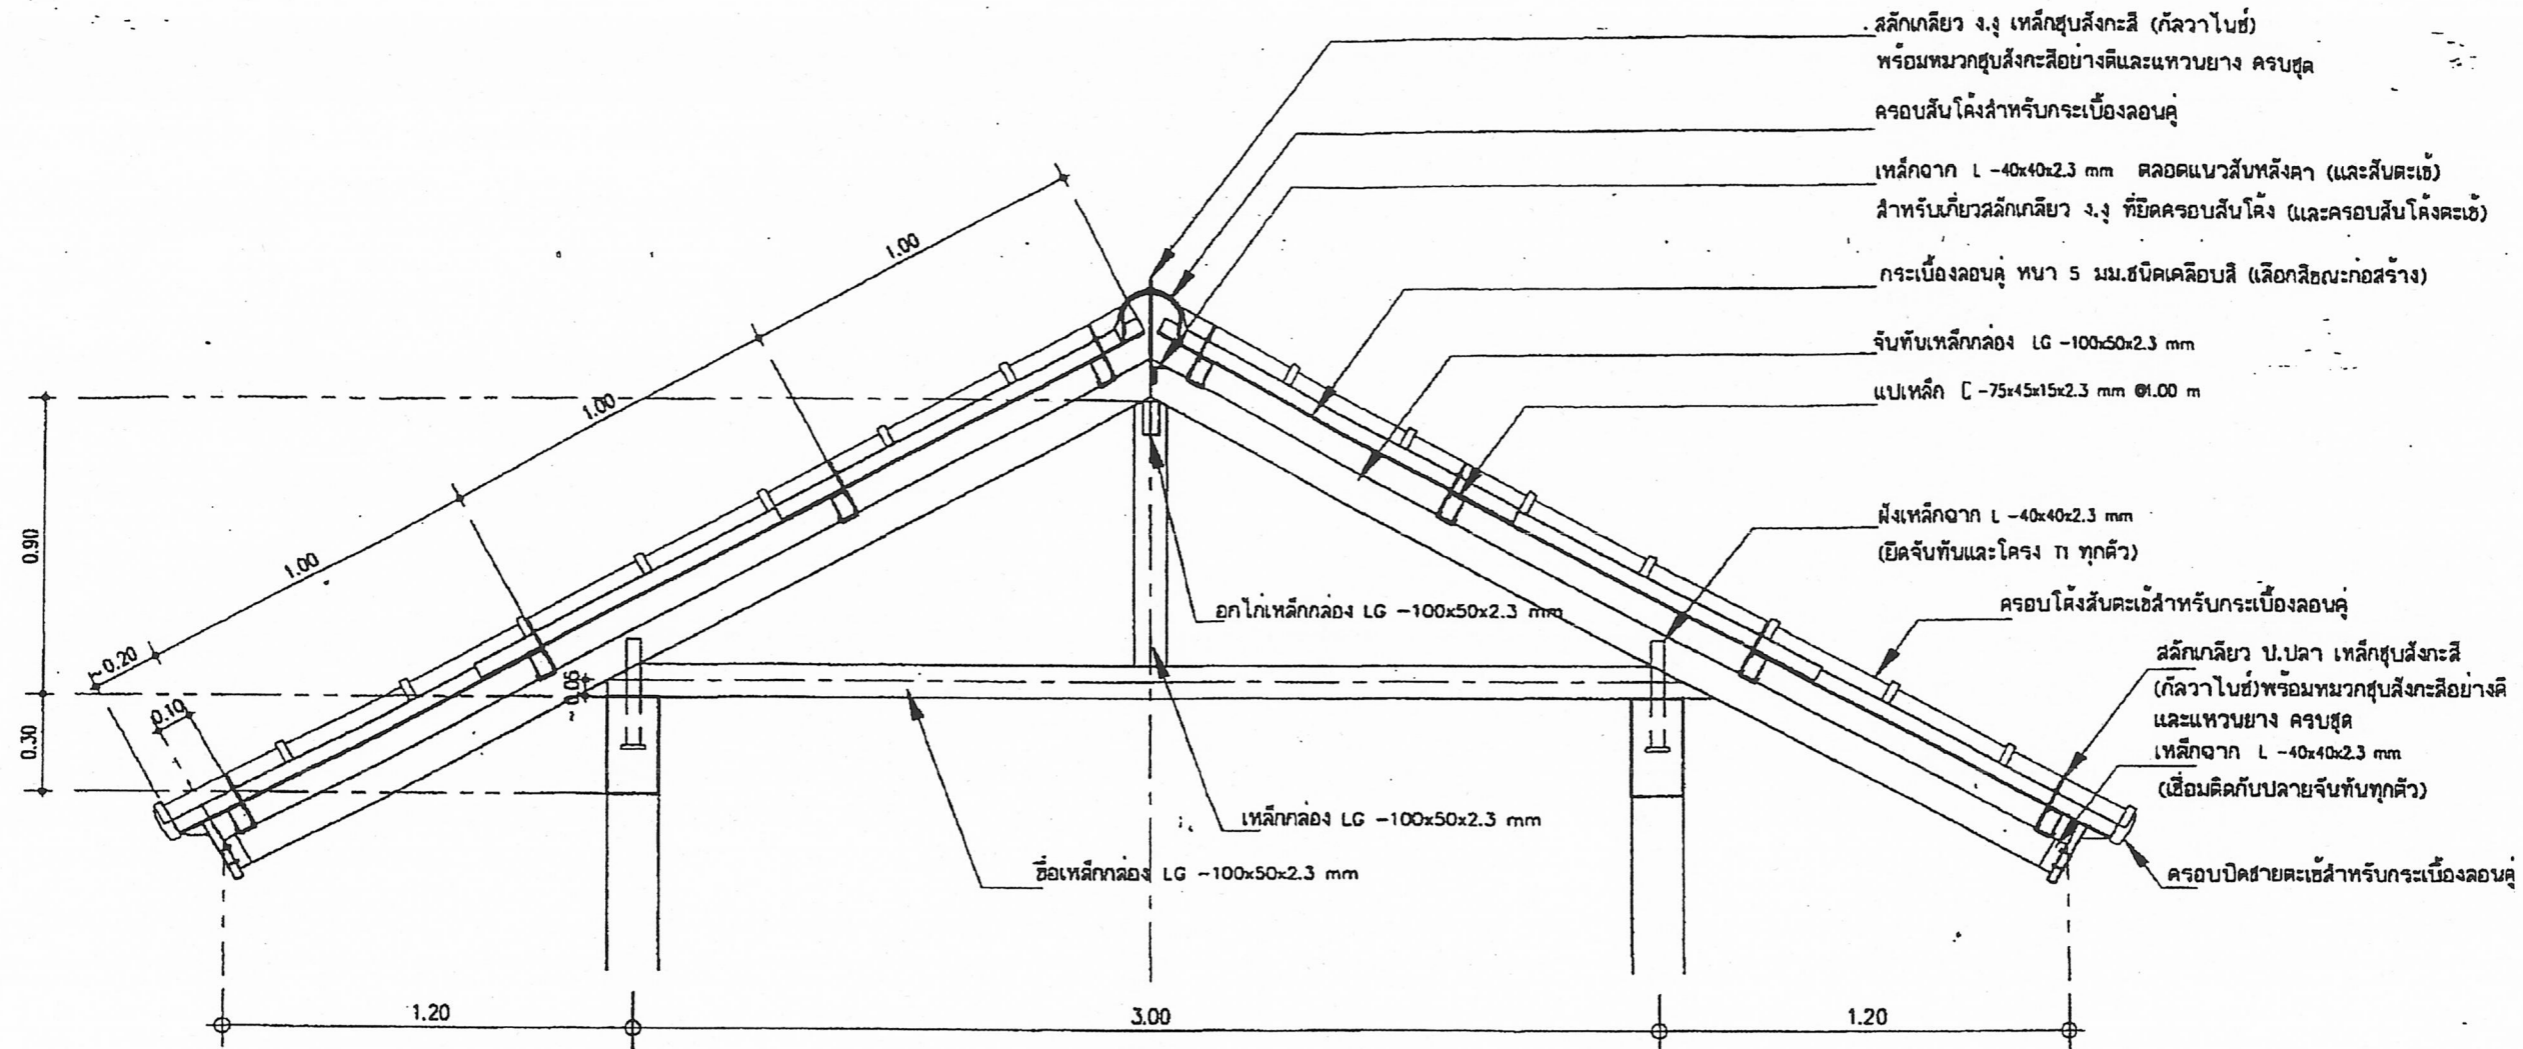 สลักเกลียว ง.งู เหล็กชุบสังกะสี (กัลวาไนซ์)
พร้อมหมวกชุบสังกะสีอย่างดีและแหวนยาง ครบชุด
ครอบสันโค้งสำหรับกระเบื้องลอนคู่
เหล็กฉาก L -40x40x2.3 mm ตลอดแนวสันหลังคา (และสันตะเข้)
สำหรับเกี่ยวสลักเกลียว ง.งู ที่ยึดครอบสันโค้ง (และครอบสันโค้งตะเข้)
กระเบื้องลอนคู่ หนา 5 มม.ชนิดเคลือบสี (เลือกสีขณะก่อสร้าง)
จันทันเหล็กกล่อง LG -100x50x2.3 mm
แปเหล็ก [ -75x45x15x2.3 mm @1.00 m
ฝังเหล็กฉาก L -40x40x2.3 mm
(ยึดจันทันและโครง T1 ทุกตัว)
ครอบโค้งสันตะเข้สำหรับกระเบื้องลอนคู่
สลักเกลียว ป.ปลา เหล็กชุบสังกะสี
(กัลวาไนซ์)พร้อมหมวกชุบสังกะสีอย่างดี
และแหวนยาง ครบชุด
เหล็กฉาก L -40x40x2.3 mm
(เชื่อมติดกับปลายจันทันทุกตัว)
ครอบปิดชายตะเข้สำหรับกระเบื้องลอนคู่
อกไก่เหล็กกล่อง LG -100x50x2.3 mm
เหล็กกล่อง LG -100x50x2.3 mm
ขื่อเหล็กกล่อง LG -100x50x2.3 mm
1.00
1.00
1.00
~0.20
0.10
0.90
0.30
~ 0.05
1.20
3.00
1.20